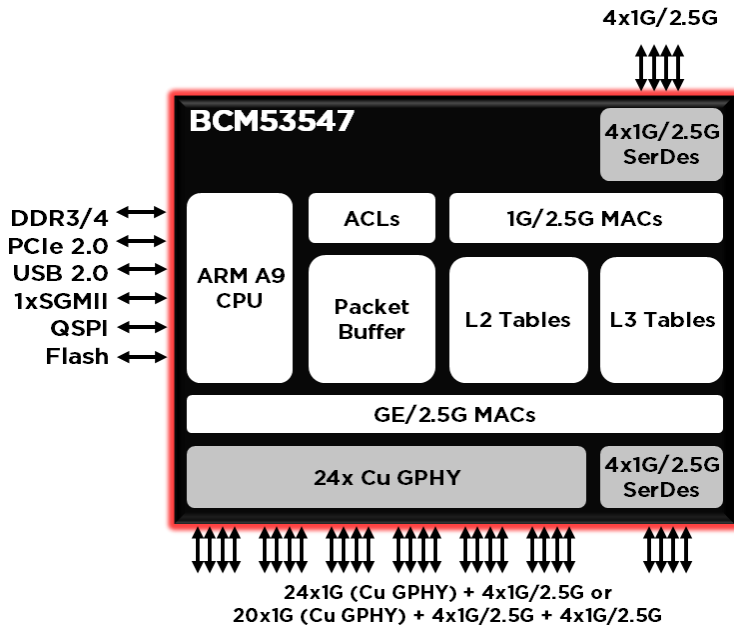 4x1G/2.5G
BCM53547
4x1G/2.5G
SerDes
DDR3/4
PCIe 2.0
USB 2.0
1xSGMII
QSPI
Flash
ARM A9
CPU
ACLs
1G/2.5G MACs
Packet
Buffer
L2 Tables
L3 Tables
GE/2.5G MACs
24x Cu GPHY
4x1G/2.5G
SerDes
24x1G (Cu GPHY) + 4x1G/2.5G or
20x1G (Cu GPHY) + 4x1G/2.5G + 4x1G/2.5G